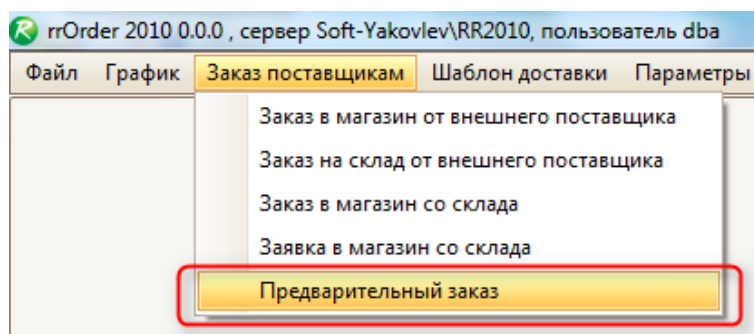 rrOrder 2010 0.0.0 , сервер Soft-Yakovlev\RR2010, пользователь dba
Файл График Заказ поставщикам Шаблон доставки Параметры
Заказ в магазин от внешнего поставщика
Заказ на склад от внешнего поставщика
Заказ в магазин со склада
Заявка в магазин со склада
Предварительный заказ